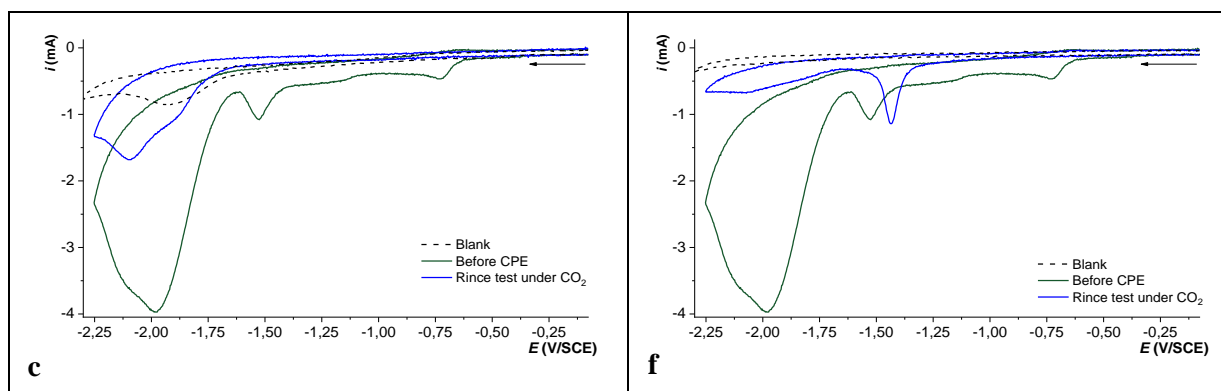 0
-1
-2
-3
-4
i (mA)
Blank
Before CPE
Rince test under CO₂
-2,25 -2,00 -1,75 -1,50 -1,25 -1,00 -0,75 -0,50 -0,25
E (V/SCE)
c
0
-1
-2
-3
-4
i (mA)
Blank
Before CPE
Rince test under CO₂
-2,25 -2,00 -1,75 -1,50 -1,25 -1,00 -0,75 -0,50 -0,25
E (V/SCE)
f